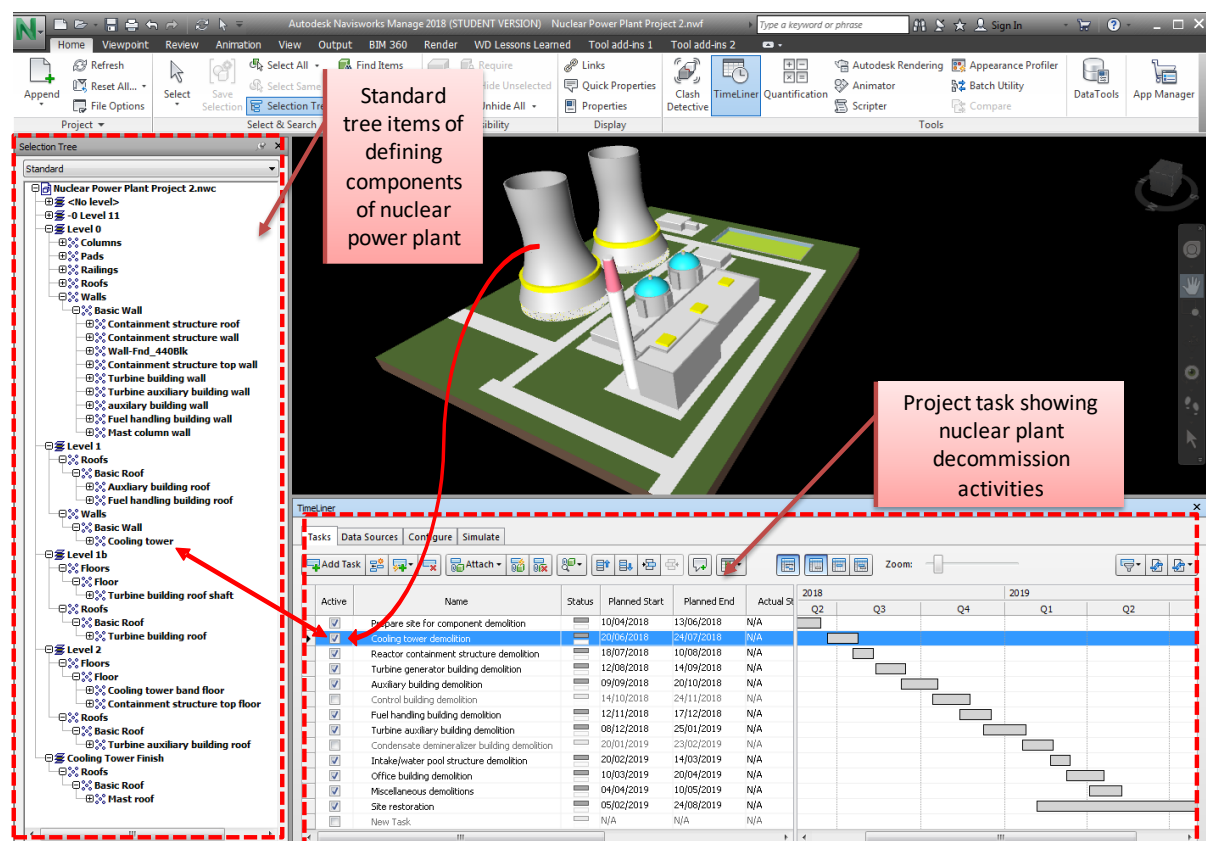 Autodesk Navisworks Manage 2018 (STUDENT VERSION) Nuclear Power Plant Project 2.nwf
Type a keyword or phrase
Sign In
Home Viewpoint Review Animation View Output BIM 360 Render WD Lessons Learned Tool add-ins 1 Tool add-ins 2
Append
Refresh
Reset All...
File Options
Project
Select
Save Selection
Select All
Select Same
Selection Tree
Find Items
Select & Search
Require
Hide Unselected
Unhide All
Links
Quick Properties
Properties
Display
Clash Detective
TimeLiner
Quantification
Autodesk Rendering
Animator
Scripter
Appearance Profiler
Batch Utility
Compare
Tools
DataTools
App Manager
Standard
tree items of
defining
components
of nuclear
power plant
Selection Tree
Standard
Nuclear Power Plant Project 2.nwc
<No level>
-0 Level 11
Level 0
Columns
Pads
Railings
Roofs
Walls
Basic Wall
Containment structure roof
Containment structure wall
Wall-Fnd_440Blk
Containment structure top wall
Turbine building wall
Turbine auxiliary building wall
auxilary building wall
Fuel handling building wall
Mast column wall
Level 1
Roofs
Basic Roof
Auxliary building roof
Fuel handling building roof
Walls
Basic Wall
Cooling tower
Level 1b
Floors
Floor
Turbine building roof shaft
Roofs
Basic Roof
Turbine building roof
Level 2
Floors
Floor
Cooling tower band floor
Containment structure top floor
Roofs
Basic Roof
Turbine auxiliary building roof
Cooling Tower Finish
Roofs
Basic Roof
Mast roof
Project task showing
nuclear plant
decommission
activities
TimeLiner
Tasks Data Sources Configure Simulate
Add Task Attach Zoom:
Active Name Status Planned Start Planned End Actual St 2018 2019
Q2 Q3 Q4 Q1 Q2
Prepare site for component demolition 10/04/2018 13/06/2018 N/A
Cooling tower demolition 20/06/2018 24/07/2018 N/A
Reactor containment structure demolition 18/07/2018 10/08/2018 N/A
Turbine generator building demolition 12/08/2018 14/09/2018 N/A
Auxiliary building demolition 09/09/2018 20/10/2018 N/A
Control building demolition 14/10/2018 24/11/2018 N/A
Fuel handling building demolition 12/11/2018 17/12/2018 N/A
Turbine auxiliary building demolition 08/12/2018 25/01/2019 N/A
Condensate demineralizer building demolition 20/01/2019 23/02/2019 N/A
Intake/water pool structure demolition 20/02/2019 14/03/2019 N/A
Office building demolition 10/03/2019 20/04/2019 N/A
Miscellaneous demolitions 04/04/2019 10/05/2019 N/A
Site restoration 05/02/2019 24/08/2019 N/A
New Task N/A N/A N/A